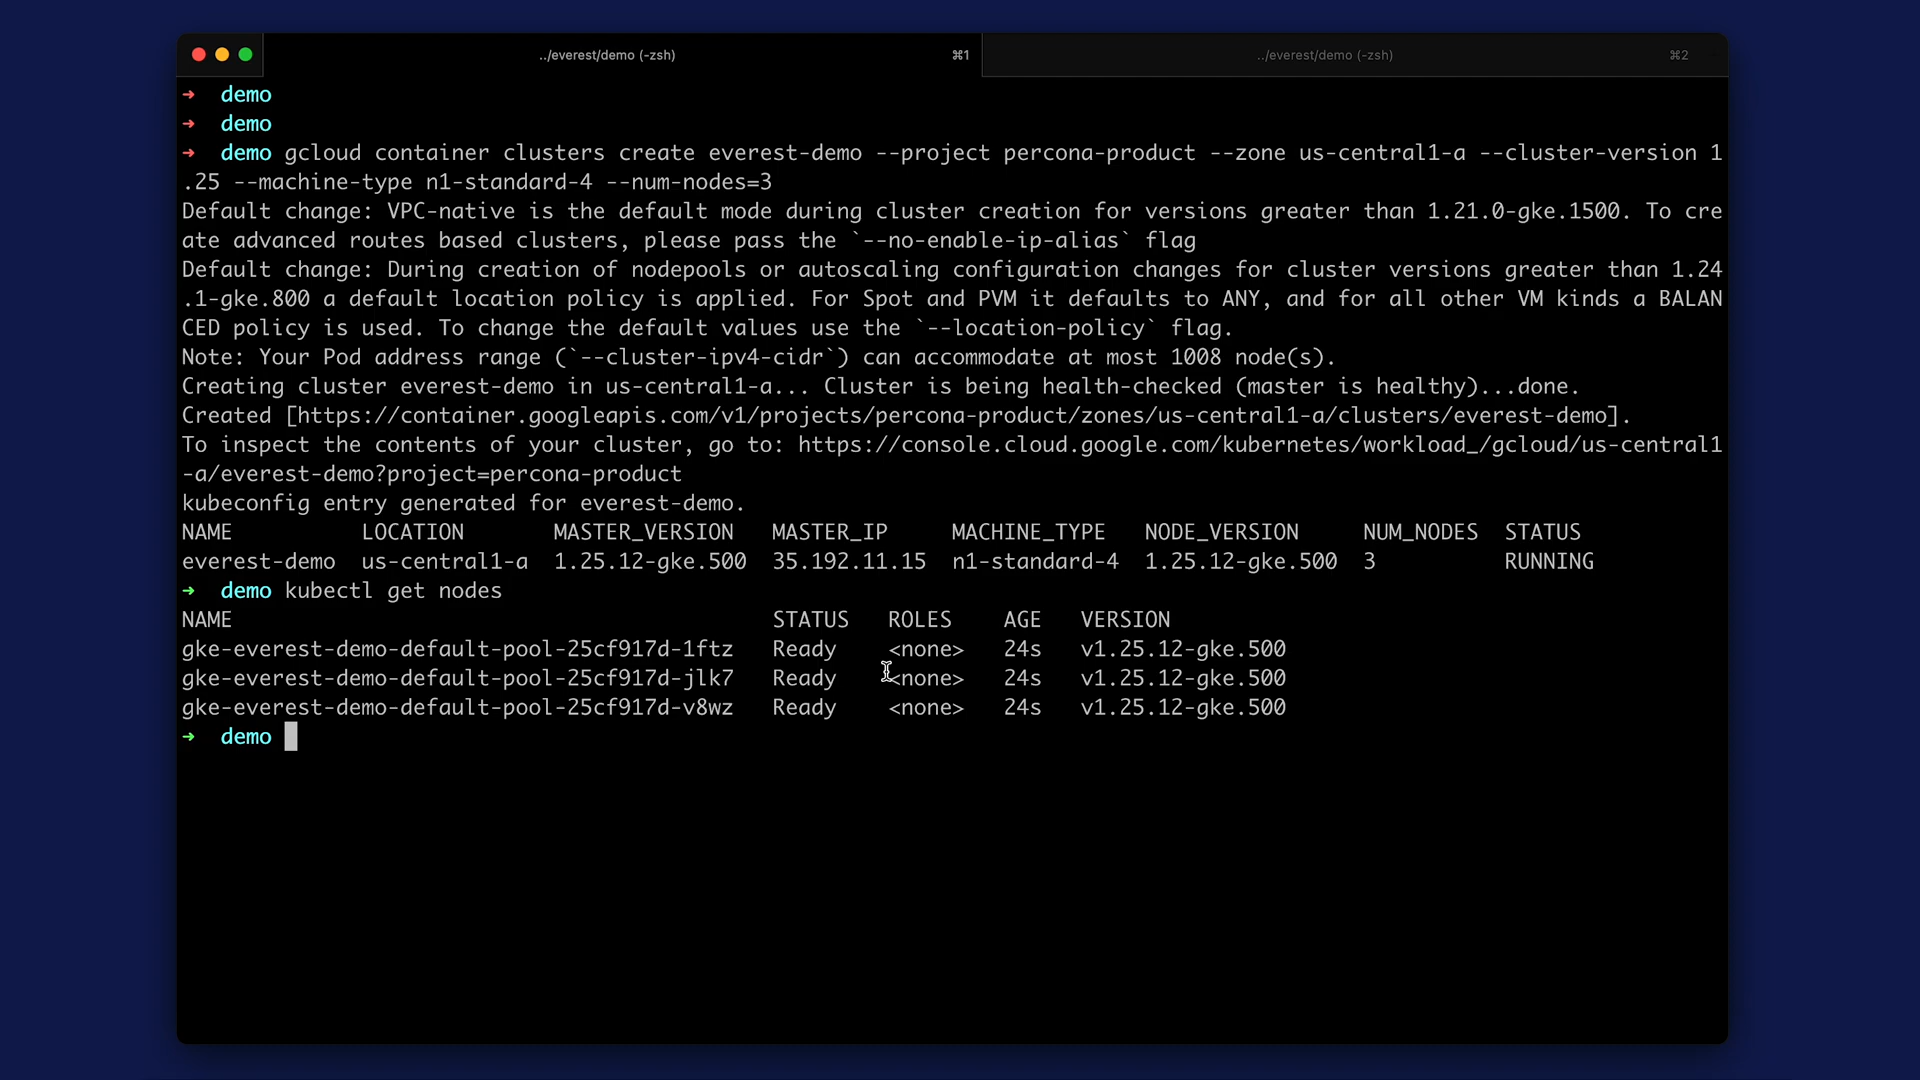 ../everest/demo (-zsh) ⌘1 ../everest/demo (-zsh) ⌘2
➜ demo
➜ demo
➜ demo gcloud container clusters create everest-demo --project percona-product --zone us-central1-a --cluster-version 1
.25 --machine-type n1-standard-4 --num-nodes=3
Default change: VPC-native is the default mode during cluster creation for versions greater than 1.21.0-gke.1500. To cre
ate advanced routes based clusters, please pass the `--no-enable-ip-alias` flag
Default change: During creation of nodepools or autoscaling configuration changes for cluster versions greater than 1.24
.1-gke.800 a default location policy is applied. For Spot and PVM it defaults to ANY, and for all other VM kinds a BALAN
CED policy is used. To change the default values use the `--location-policy` flag.
Note: Your Pod address range (`--cluster-ipv4-cidr`) can accommodate at most 1008 node(s).
Creating cluster everest-demo in us-central1-a... Cluster is being health-checked (master is healthy)...done.
Created [https://container.googleapis.com/v1/projects/percona-product/zones/us-central1-a/clusters/everest-demo].
To inspect the contents of your cluster, go to: https://console.cloud.google.com/kubernetes/workload_/gcloud/us-central1
-a/everest-demo?project=percona-product
kubeconfig entry generated for everest-demo.
NAME LOCATION MASTER_VERSION MASTER_IP MACHINE_TYPE NODE_VERSION NUM_NODES STATUS
everest-demo us-central1-a 1.25.12-gke.500 35.192.11.15 n1-standard-4 1.25.12-gke.500 3 RUNNING
➜ demo kubectl get nodes
NAME STATUS ROLES AGE VERSION
gke-everest-demo-default-pool-25cf917d-1ftz Ready <none> 24s v1.25.12-gke.500
gke-everest-demo-default-pool-25cf917d-jlk7 Ready <none> 24s v1.25.12-gke.500
gke-everest-demo-default-pool-25cf917d-v8wz Ready <none> 24s v1.25.12-gke.500
➜ demo